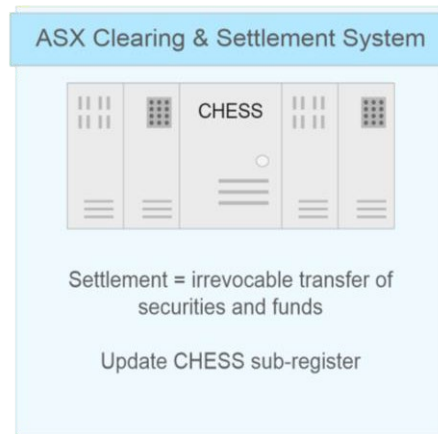 ASX Clearing & Settlement System
CHESS
Settlement = irrevocable transfer of
securities and funds
Update CHESS sub-register